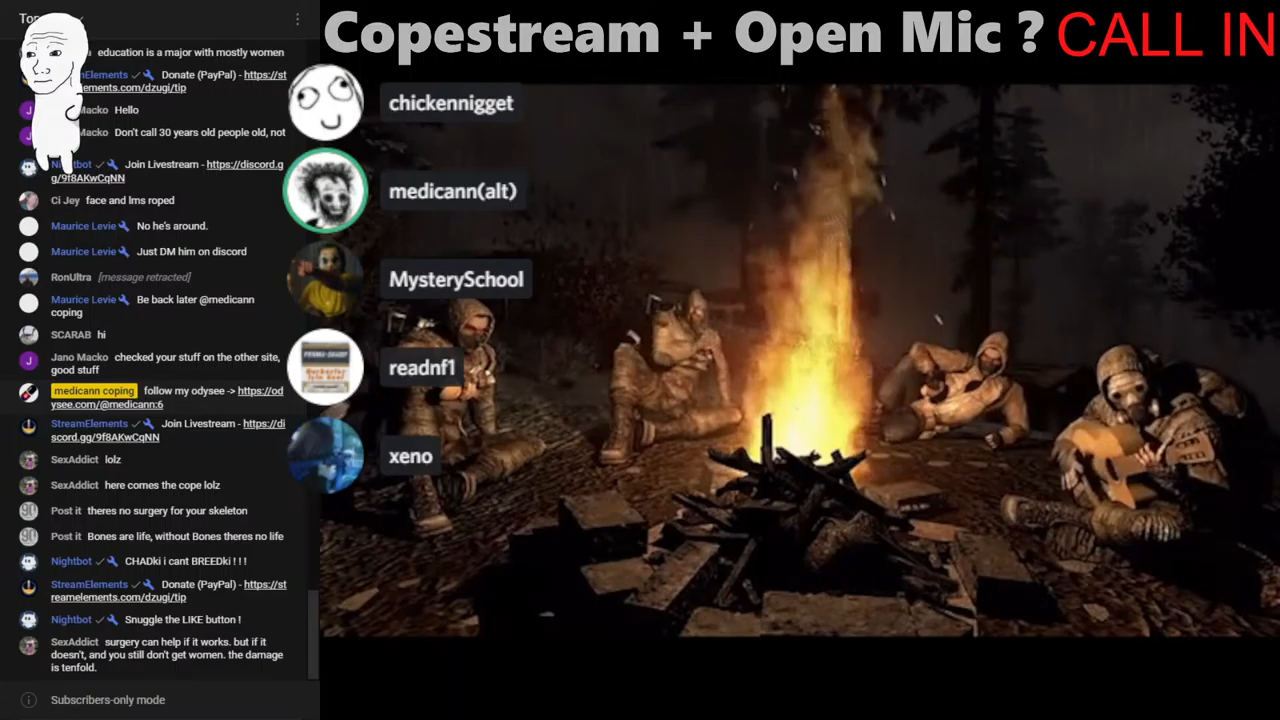 Copestream + Open Mic ? CALL IN
Top
education is a major with mostly women
StreamElements Donate (PayPal) - https://st
reamelements.com/dzugi/tip
Jano Macko Hello
Jano Macko Don't call 30 years old people old, not
Nightbot Join Livestream - https://discord.g
g/9f8AKwCqNN
Ci Jey face and lms roped
Maurice Levie No he's around.
Maurice Levie Just DM him on discord
RonUltra [message retracted]
Maurice Levie Be back later @medicann
coping
SCARAB hi
Jano Macko checked your stuff on the other site,
good stuff
medicann coping follow my odysee -> https://od
ysee.com/@medicann:6
StreamElements Join Livestream - https://di
scord.gg/9f8AKwCqNN
SexAddict lolz
SexAddict here comes the cope lolz
Post it theres no surgery for your skeleton
Post it Bones are life, without Bones theres no life
Nightbot CHADki i cant BREEDki ! ! !
StreamElements Donate (PayPal) - https://st
reamelements.com/dzugi/tip
Nightbot Snuggle the LIKE button !
SexAddict surgery can help if it works. but if it
doesn't, and you still don't get women. the damage
is tenfold.
Subscribers-only mode
chickennigget
medicann(alt)
MysterySchool
readnf1
xeno